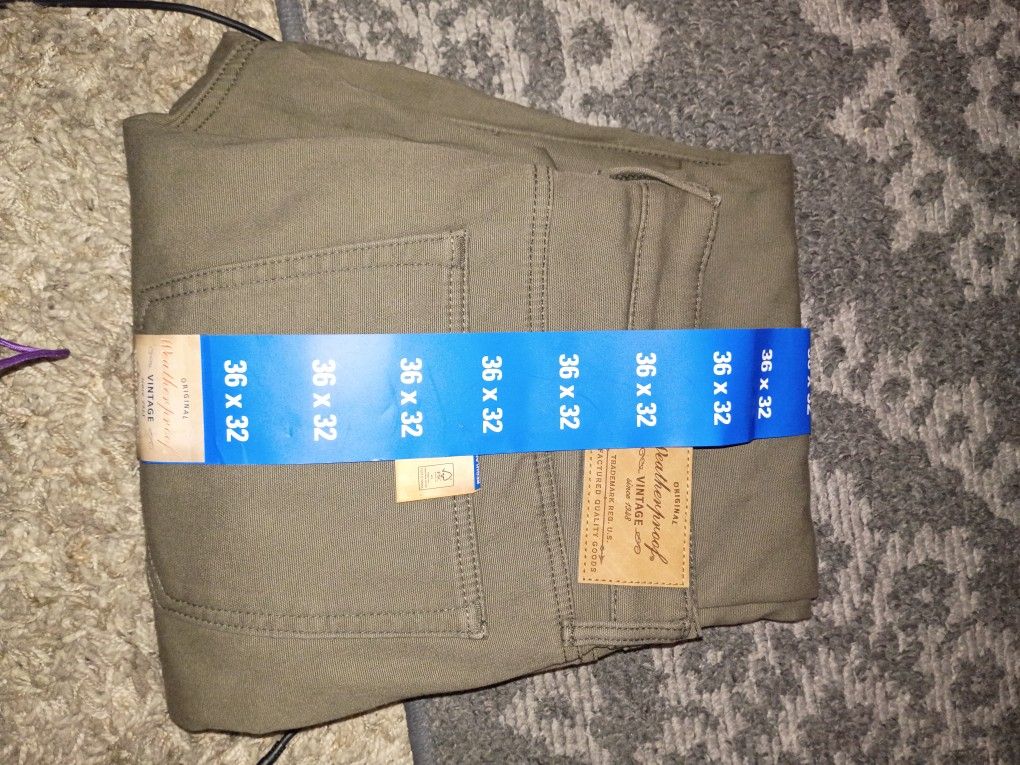 ORIGINAL
Weatherproof
VINTAGE
36 x 32
36 x 32
36 x 32
36 x 32
36 x 32
36 x 32
36 x 32
36 x 32
x 32
ORIGINAL
Weatherproof
VINTAGE
since 1948
TRADEMARK REG. U.S.
FACTURED QUALITY GOODS